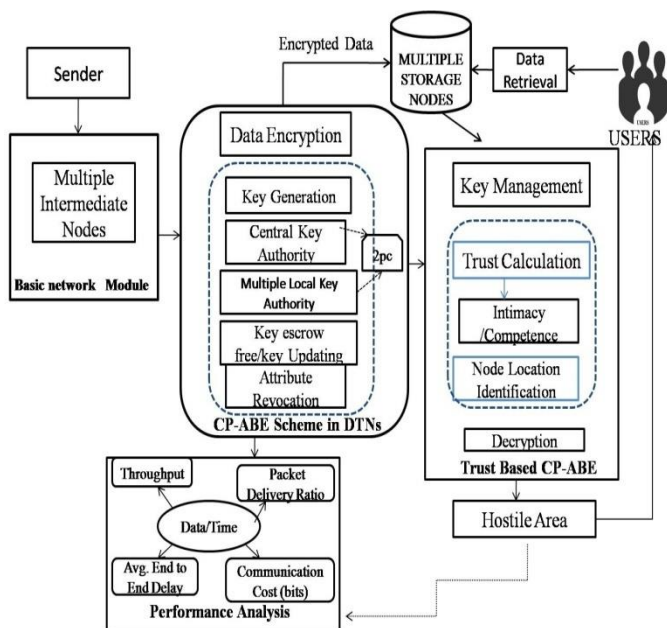 Sender
Encrypted Data
MULTIPLE
STORAGE
NODES
Data
Retrieval
USERS
USERS
Multiple
Intermediate
Nodes
Basic network Module
Data Encryption
Key Generation
Central Key
Authority
Multiple Local Key
Authority
Key escrow
free/key Updating
Attribute
Revocation
CP-ABE Scheme in DTNs
2pc
Key Management
Trust Calculation
Intimacy
/Competence
Node Location
Identification
Decryption
Trust Based CP-ABE
Hostile Area
Throughput
Packet
Delivery Ratio
Data/Time
Avg. End to
End Delay
Communication
Cost (bits)
Performance Analysis